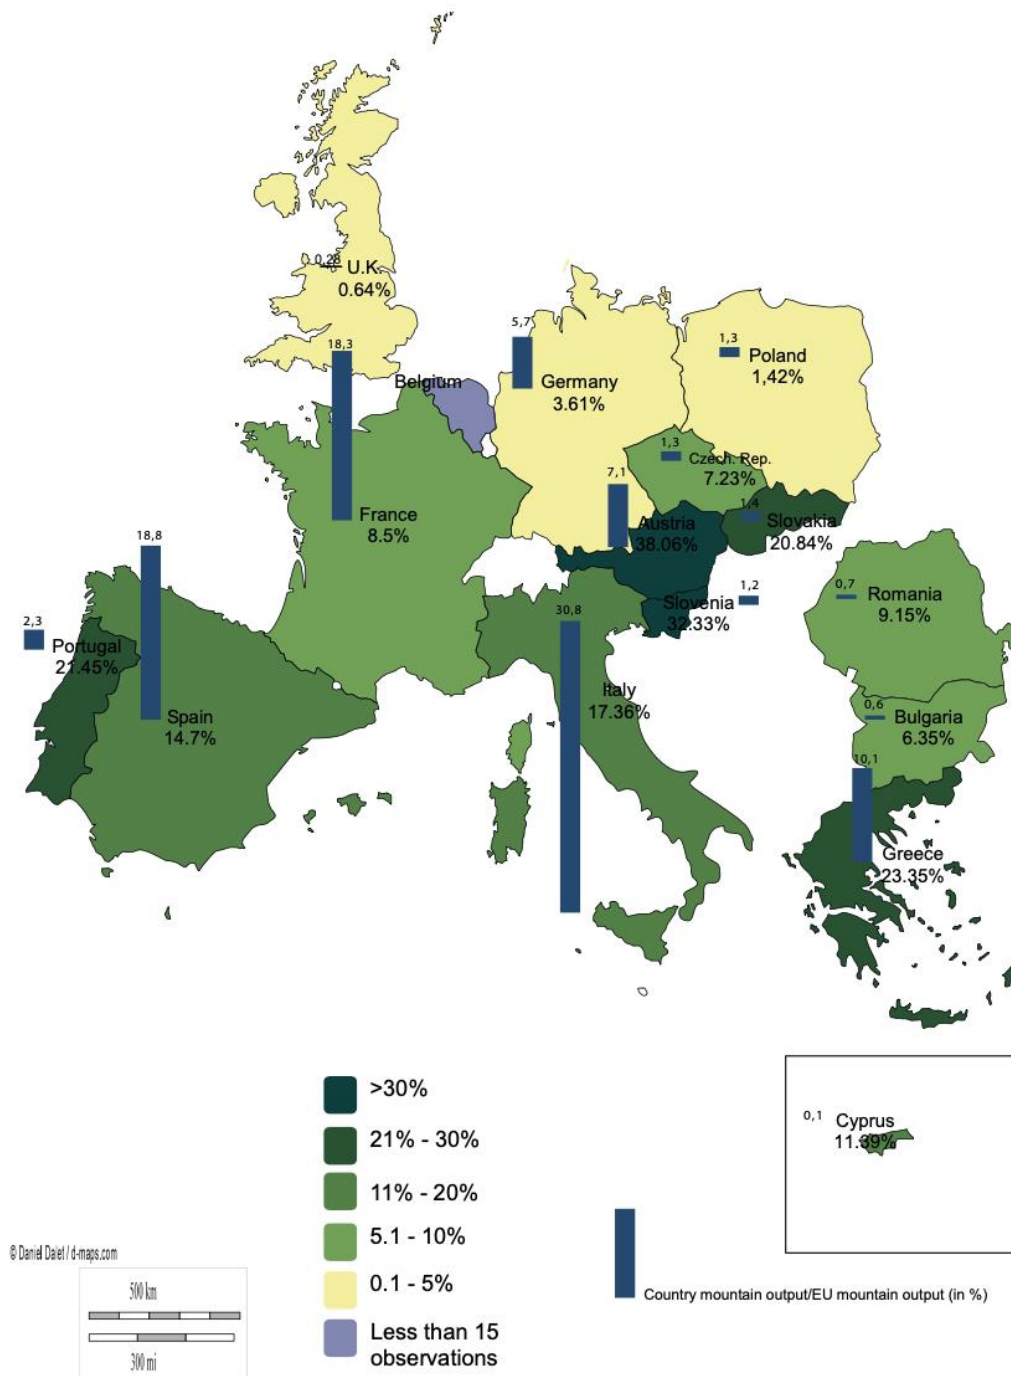 0,28
U.K.
0.64%
18,3
5,7
1,3
Poland
1,42%
Belgium
Germany
3.61%
1,3
Czech. Rep.
7.23%
7,1
1,4
France
8.5%
Austria
38.06%
Slovakia
20.84%
18,8
0,7
Romania
9.15%
1,2
Slovenia
32.33%
30,8
2,3
Portugal
21.45%
Italy
17.36%
Spain
14.7%
0,6
Bulgaria
6.35%
10,1
Greece
23.35%
>30%
21% - 30%
11% - 20%
5.1 - 10%
0.1 - 5%
Less than 15
observations
0,1
Cyprus
11.39%
Country mountain output/EU mountain output (in %)
© Daniel Dalet / d-maps.com
500 km
300 mi